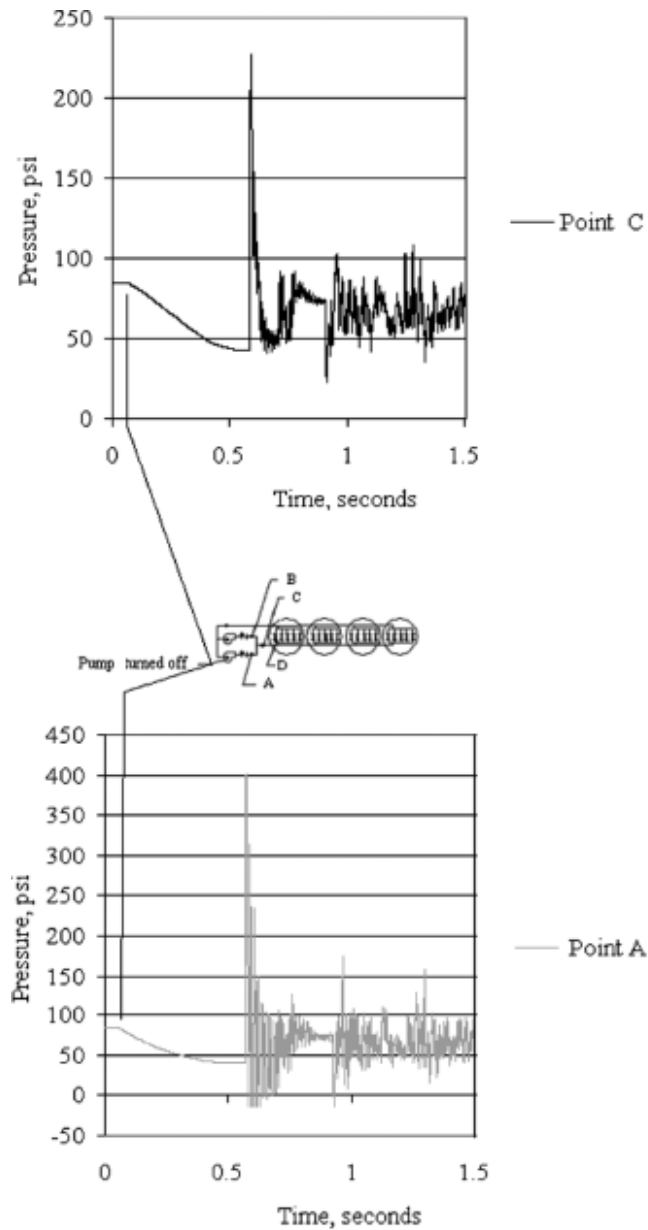 250
200
150
100
50
0
Pressure, psi
Point C
0 0.5 1 1.5
Time, seconds
B
C
Pump turned off
D
A
450
400
350
300
250
200
150
100
50
0
-50
Pressure, psi
Point A
0 0.5 1 1.5
Time, seconds